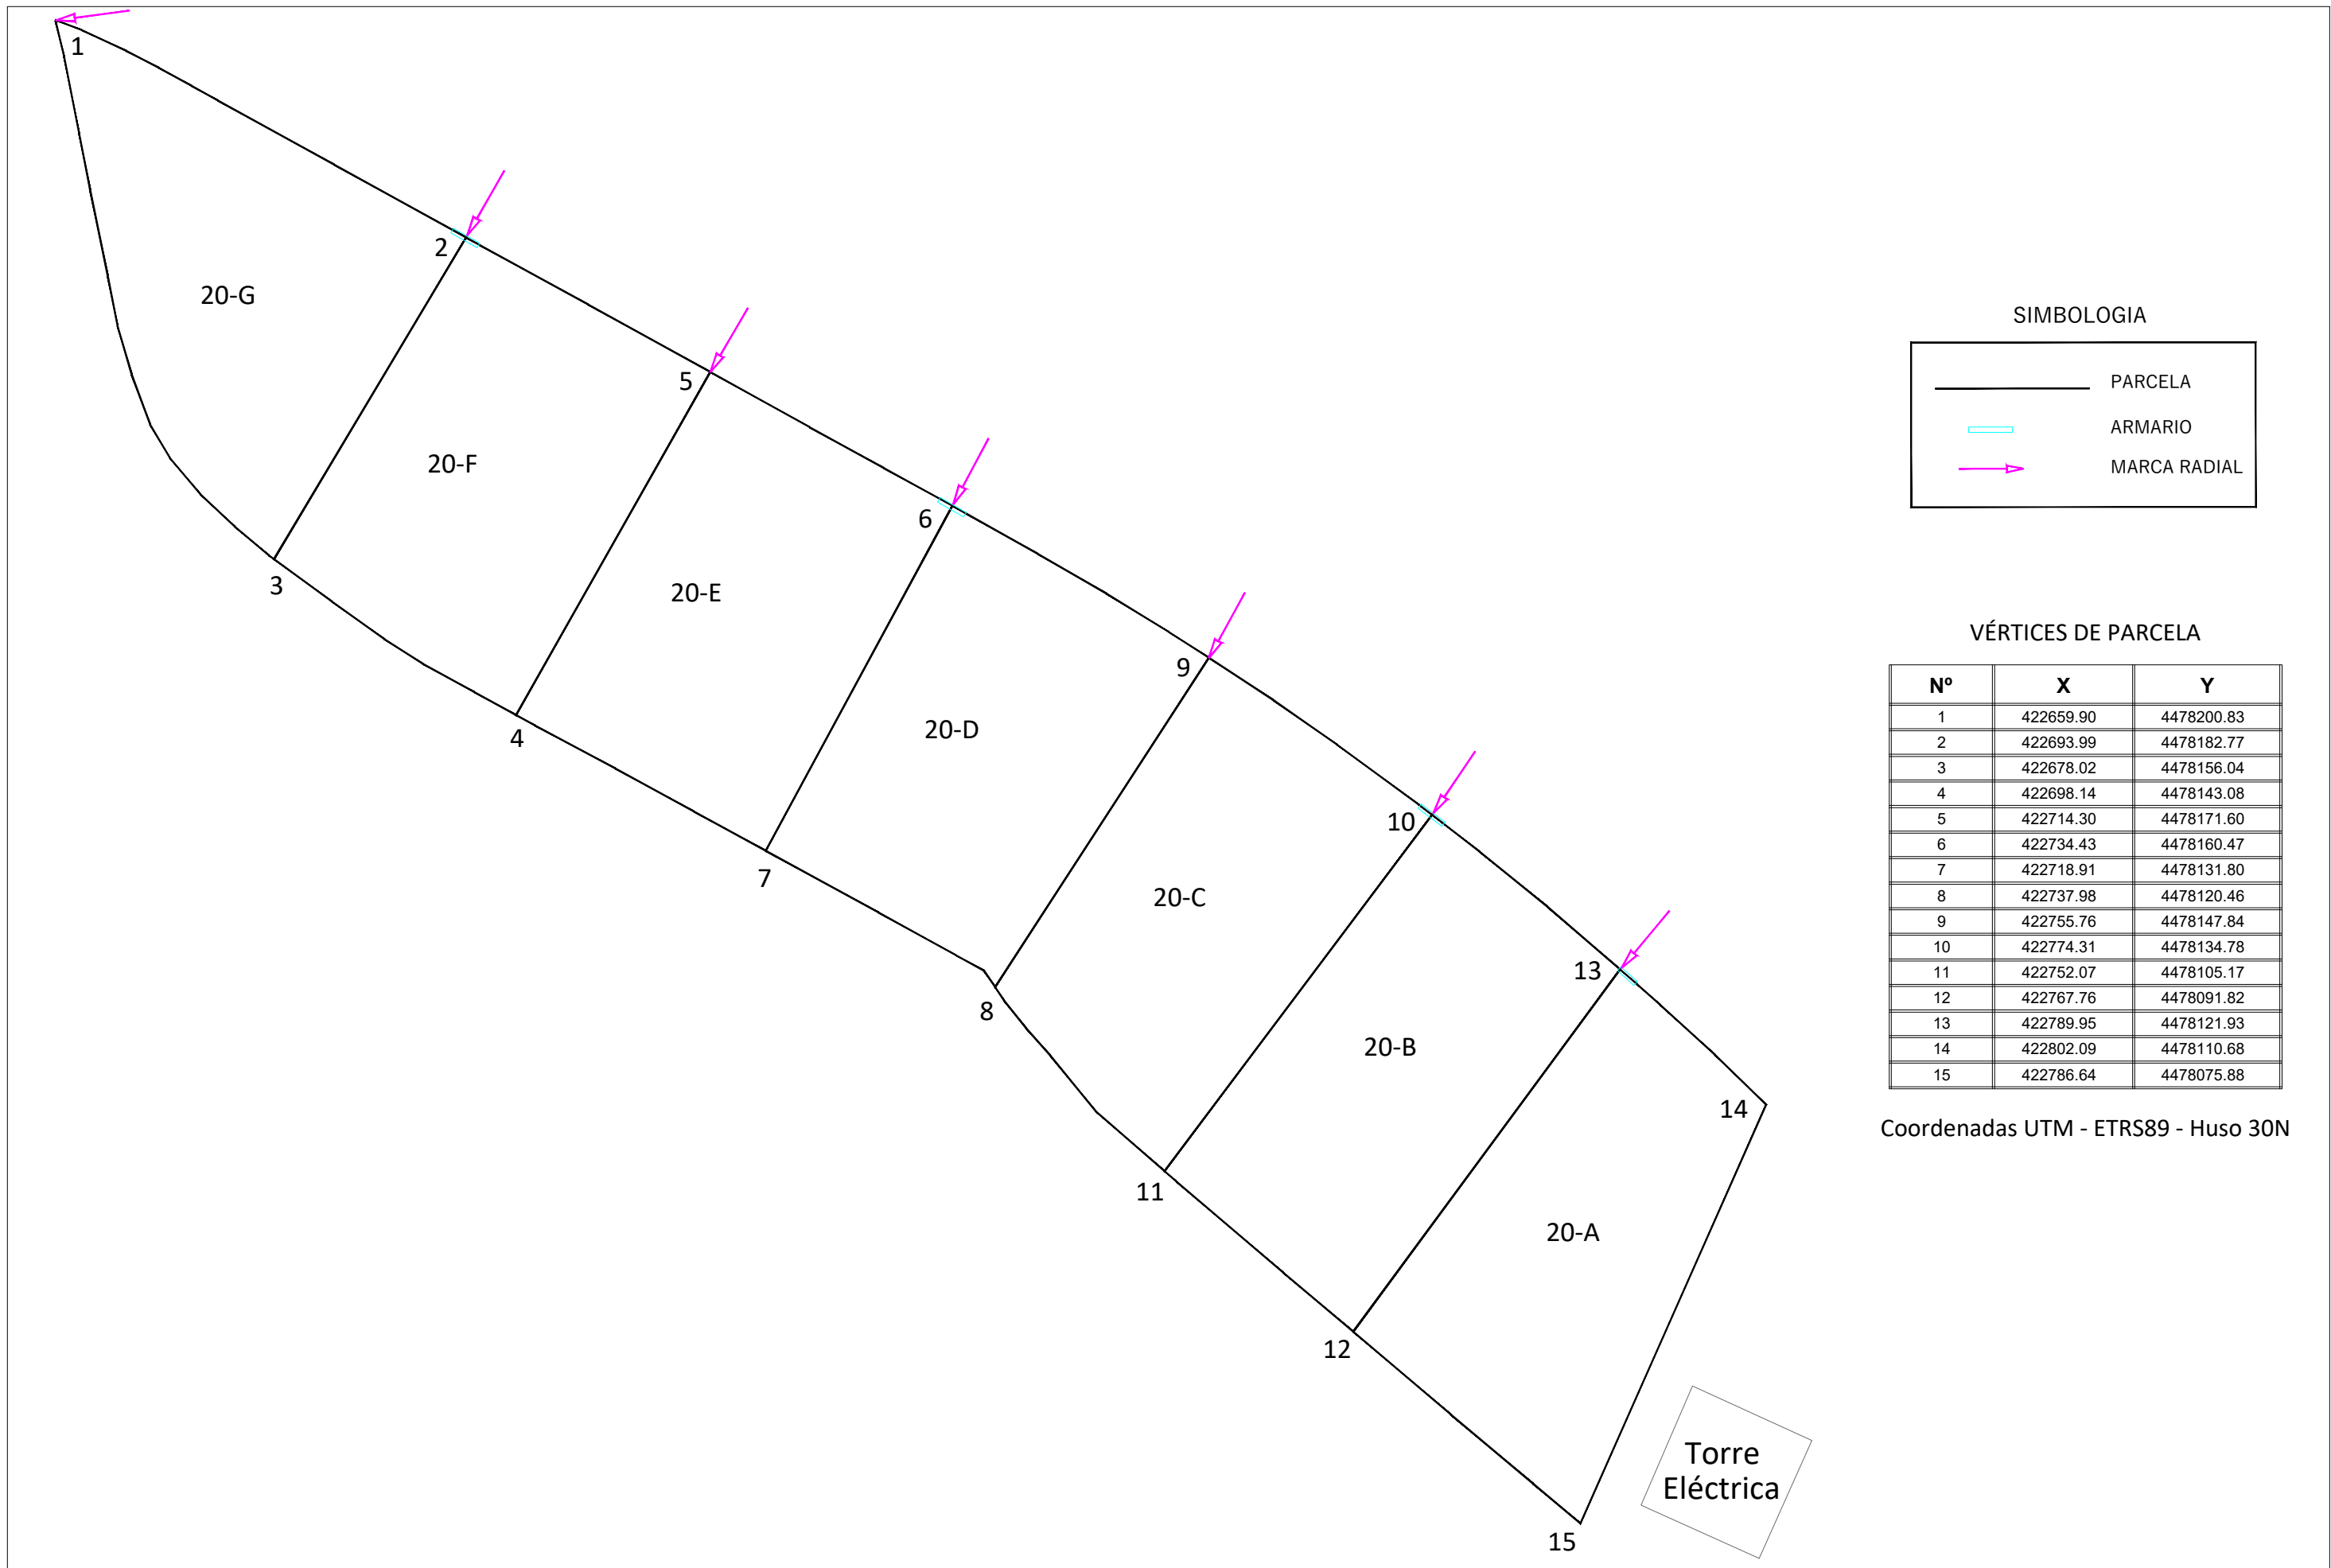 1
2
20-G
5
20-F
3
6
20-E
4
9
20-D
7
10
20-C
8
13
20-B
11
14
20-A
12
15
Torre
Eléctrica
SIMBOLOGIA
PARCELA
ARMARIO
MARCA RADIAL
VÉRTICES DE PARCELA
Nº X Y
1 422659.90 4478200.83
2 422693.99 4478182.77
3 422678.02 4478156.04
4 422698.14 4478143.08
5 422714.30 4478171.60
6 422734.43 4478160.47
7 422718.91 4478131.80
8 422737.98 4478120.46
9 422755.76 4478147.84
10 422774.31 4478134.78
11 422752.07 4478105.17
12 422767.76 4478091.82
13 422789.95 4478121.93
14 422802.09 4478110.68
15 422786.64 4478075.88
Coordenadas UTM - ETRS89 - Huso 30N